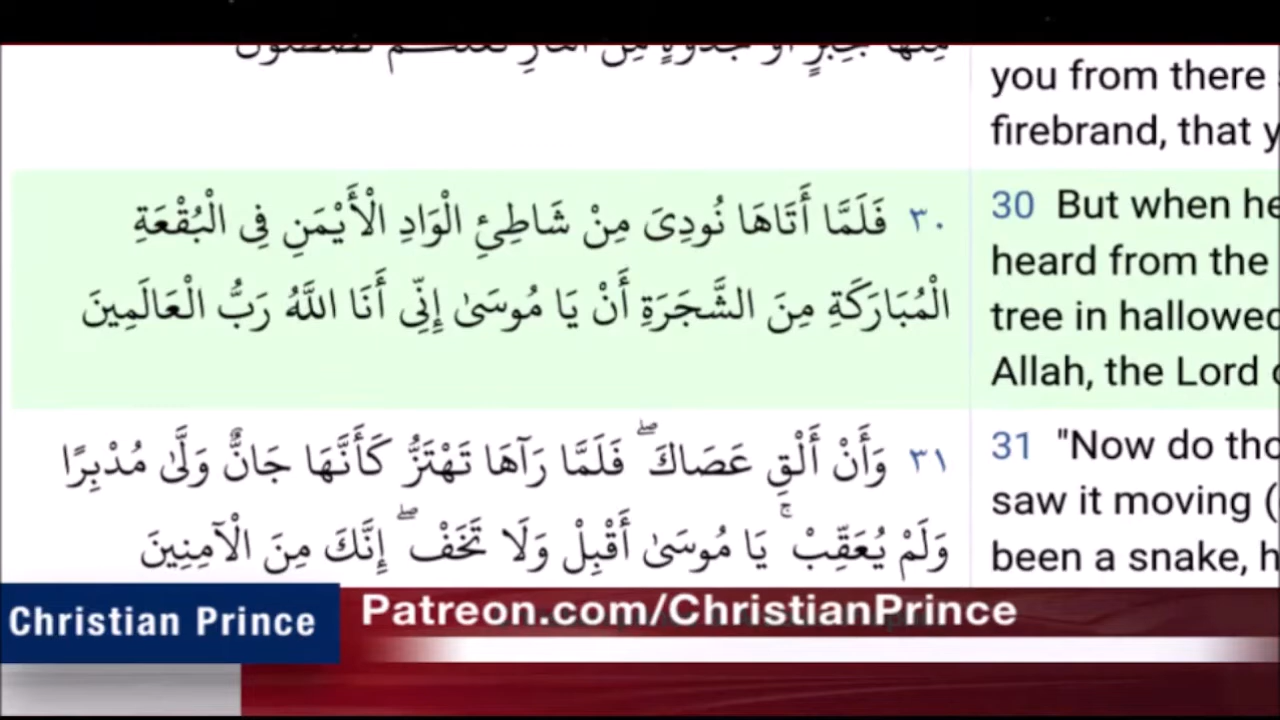 you from there
firebrand, that y
٣٠ فَلَمَّا أَتَاهَا نُودِىَ مِنْ شَاطِئِ الْوَادِ الْأَيْمَنِ فِى الْبُقْعَةِ
الْمُبَارَكَةِ مِنَ الشَّجَرَةِ أَنْ يَا مُوسَىٰ إِنِّى أَنَا اللَّهُ رَبُّ الْعَالَمِينَ
30 But when he
heard from the
tree in hallowed
Allah, the Lord
٣١ وَأَنْ أَلْقِ عَصَاكَ ۖ فَلَمَّا رَآهَا تَهْتَزُّ كَأَنَّهَا جَانٌّ وَلَّىٰ مُدْبِرًا
وَلَمْ يُعَقِّبْ ۚ يَا مُوسَىٰ أَقْبِلْ وَلَا تَخَفْ ۖ إِنَّكَ مِنَ الْآمِنِينَ
31 "Now do tho
saw it moving (
been a snake, h
Christian Prince
Patreon.com/ChristianPrince